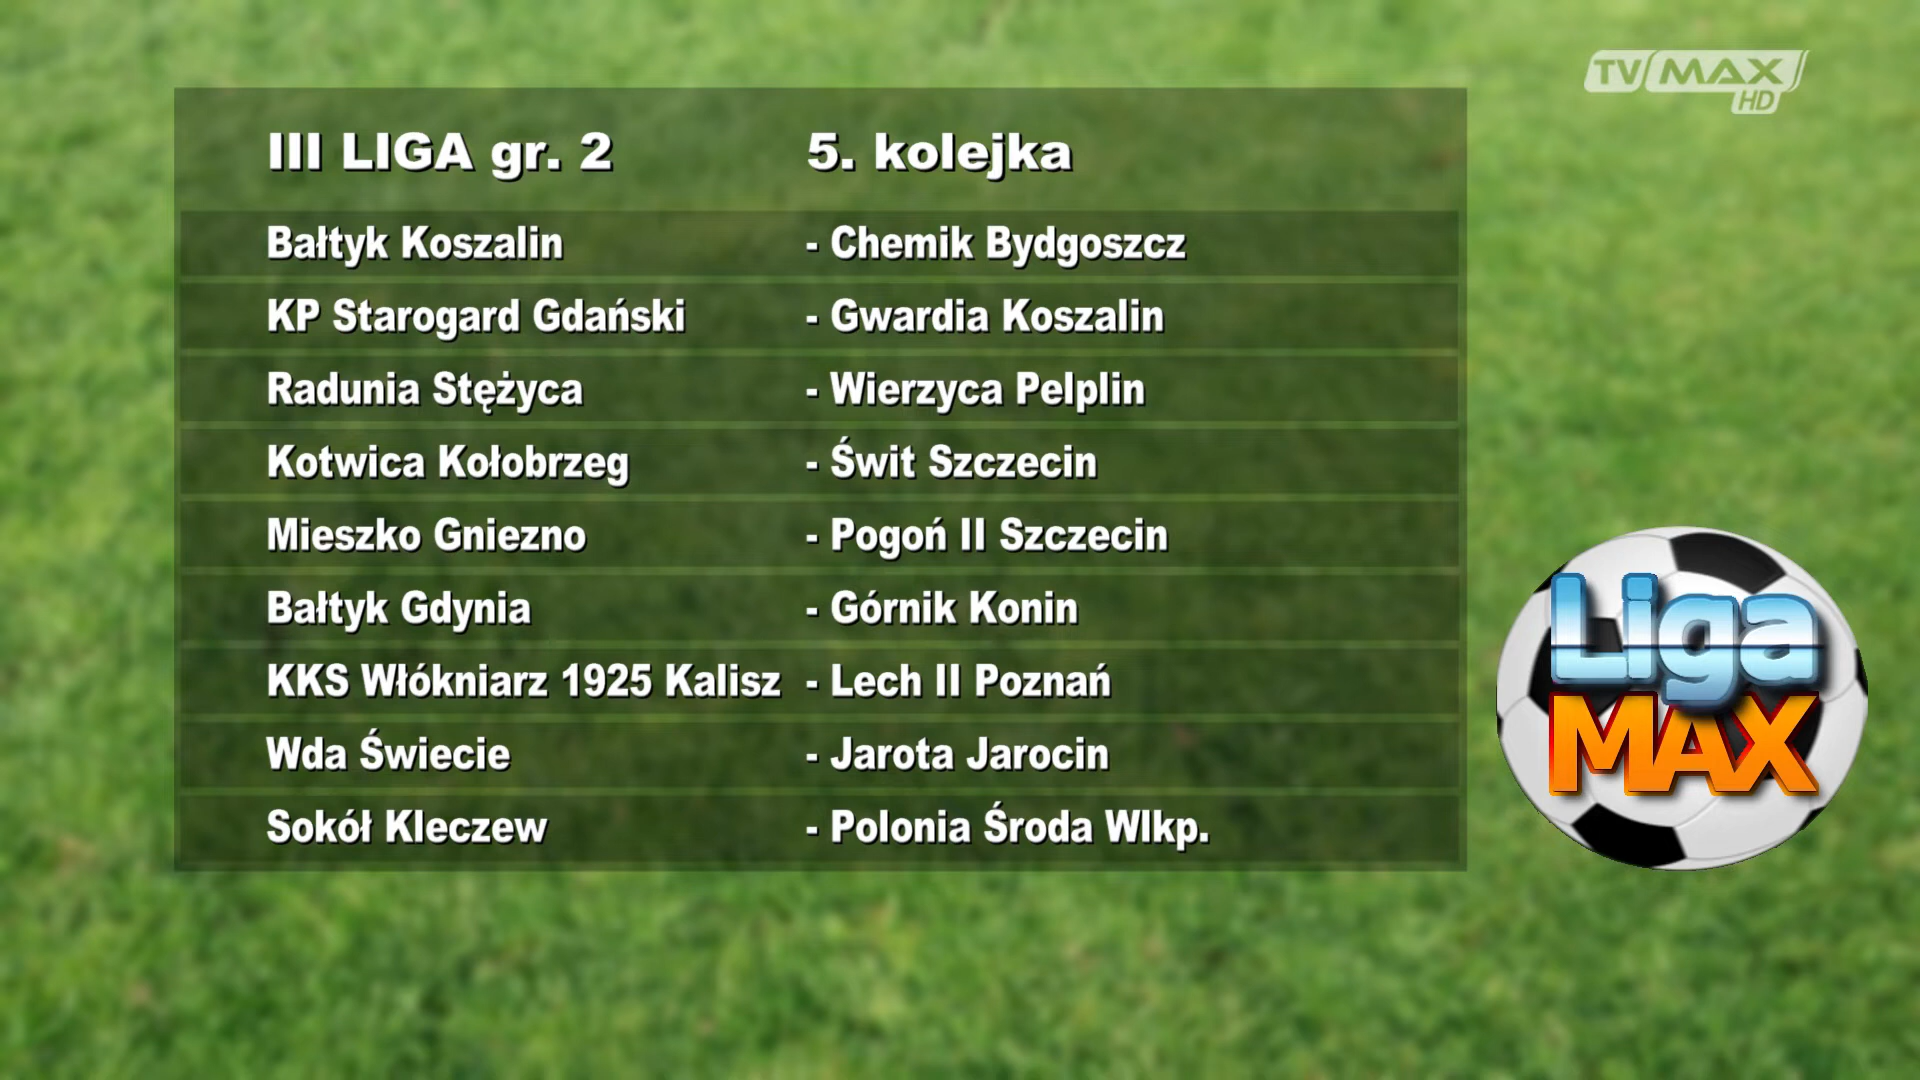 TV MAX HD
III LIGA gr. 2 5. kolejka
Bałtyk Koszalin - Chemik Bydgoszcz
KP Starogard Gdański - Gwardia Koszalin
Radunia Stężyca - Wierzyca Pelplin
Kotwica Kołobrzeg - Świt Szczecin
Mieszko Gniezno - Pogoń II Szczecin
Bałtyk Gdynia - Górnik Konin
KKS Włókniarz 1925 Kalisz - Lech II Poznań
Wda Świecie - Jarota Jarocin
Sokół Kleczew - Polonia Środa Wlkp.
Liga
MAX